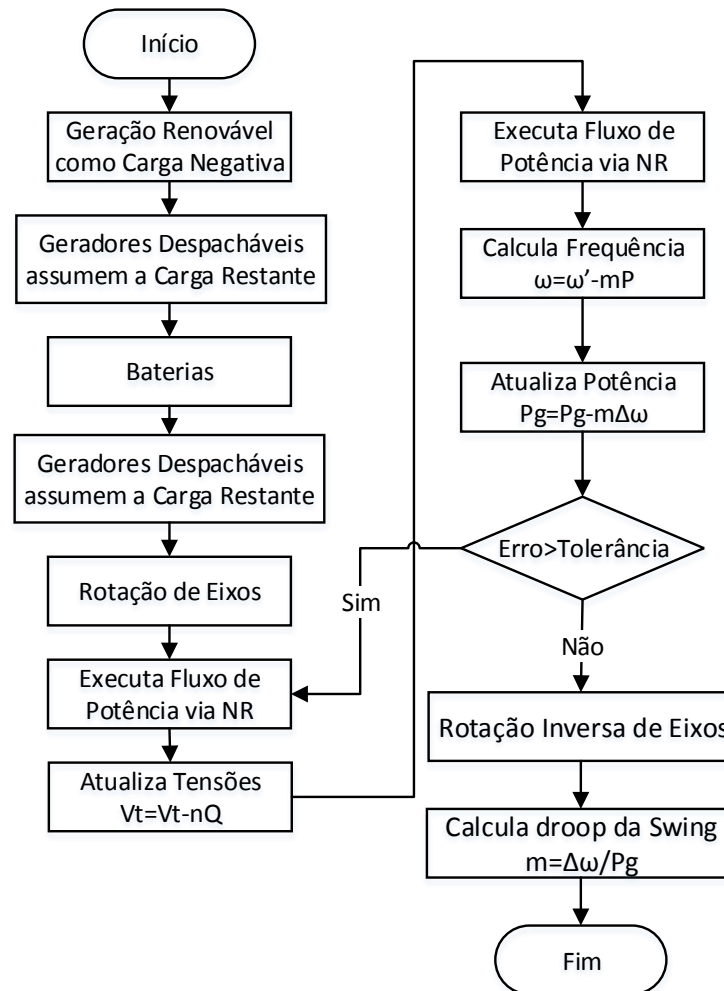 Início
Geração Renovável
como Carga Negativa
Geradores Despacháveis
assumem a Carga Restante
Baterias
Geradores Despacháveis
assumem a Carga Restante
Rotação de Eixos
Executa Fluxo de
Potência via NR
Atualiza Tensões
Vt=Vt-nQ
Executa Fluxo de
Potência via NR
Calcula Frequência
ω=ω’-mP
Atualiza Potência
Pg=Pg-mΔω
Erro>Tolerância
Sim
Não
Rotação Inversa de Eixos
Calcula droop da Swing
m=Δω/Pg
Fim